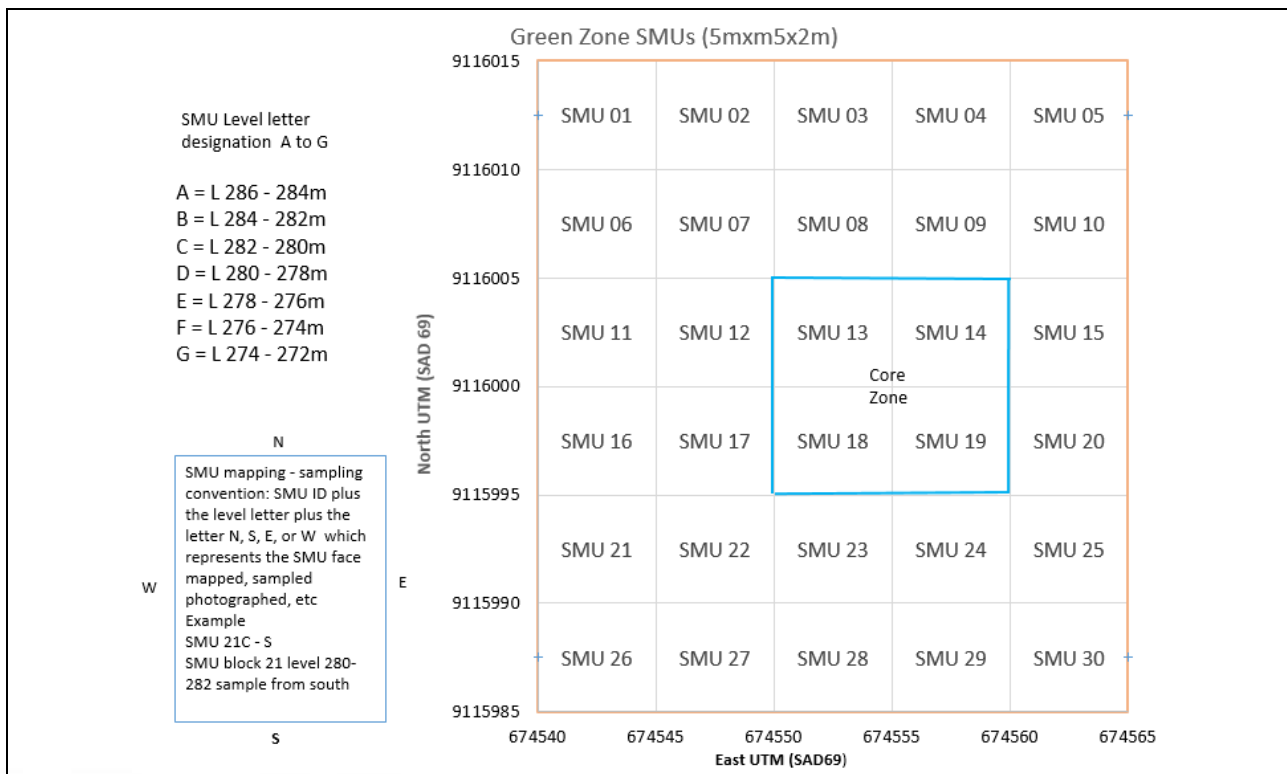 Green Zone SMUs (5mxm5x2m)
SMU Level letter
designation A to G
A = L 286 - 284m
B = L 284 - 282m
C = L 282 - 280m
D = L 280 - 278m
E = L 278 - 276m
F = L 276 - 274m
G = L 274 - 272m
N
W
E
S
SMU mapping - sampling
convention: SMU ID plus
the level letter plus the
letter N, S, E, or W which
represents the SMU face
mapped, sampled
photographed, etc
Example
SMU 21C - S
SMU block 21 level 280-
282 sample from south
North UTM (SAD 69)
9116015
9116010
9116005
9116000
9115995
9115990
9115985
SMU 01 SMU 02 SMU 03 SMU 04 SMU 05
SMU 06 SMU 07 SMU 08 SMU 09 SMU 10
SMU 11 SMU 12 SMU 13 SMU 14 SMU 15
Core
Zone
SMU 16 SMU 17 SMU 18 SMU 19 SMU 20
SMU 21 SMU 22 SMU 23 SMU 24 SMU 25
SMU 26 SMU 27 SMU 28 SMU 29 SMU 30
674540 674545 674550 674555 674560 674565
East UTM (SAD69)